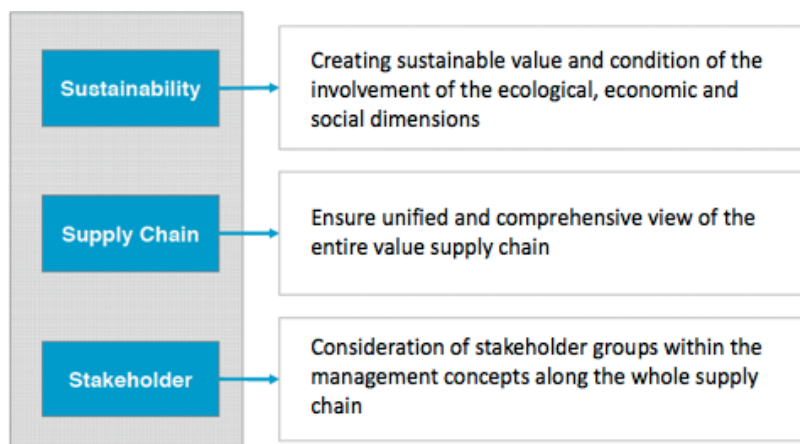 Sustainability
Creating sustainable value and condition of the
involvement of the ecological, economic and
social dimensions
Supply Chain
Ensure unified and comprehensive view of the
entire value supply chain
Stakeholder
Consideration of stakeholder groups within the
management concepts along the whole supply
chain